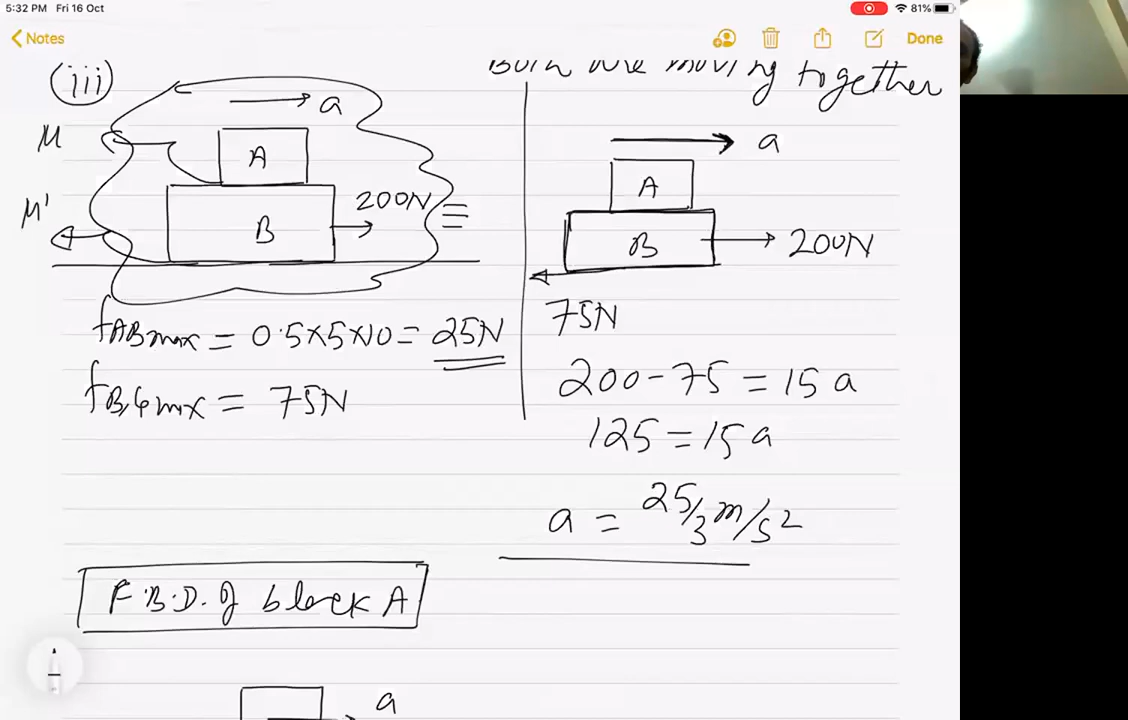 5:32 PM Fri 16 Oct
81%
Notes
Done
(iii)
Both are moving together
a
μ
A
μ'
B
200N
≡
fABmax = 0.5×5×10 = 25N
fB,Gmax = 75N
a
A
B
200N
75N
200-75 = 15 a
125 = 15 a
a = 25/3 m/s2
F.B.D. of block A
a